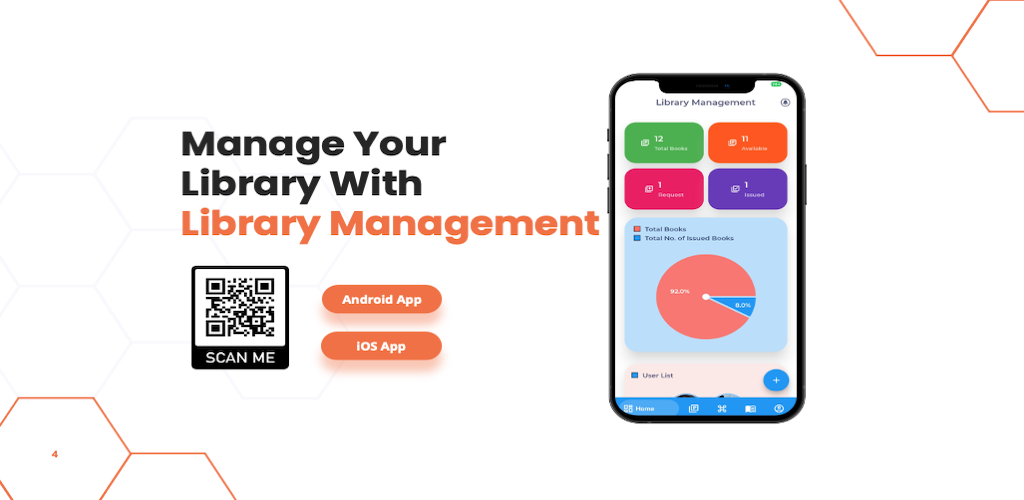 Manage Your
Library With
Library Management
SCAN ME
Android App
iOS App
4
Library Management
12
Total Books
11
Available
1
Request
1
Issued
Total Books
Total No. of Issued Books
92.0%
8.0%
User List
+
Home